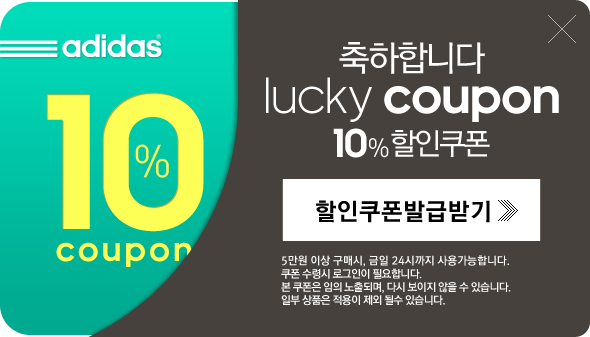 adidas
10%
coupon
축하합니다
lucky coupon
10% 할인쿠폰
할인쿠폰발급받기
5만원 이상 구매시, 금일 24시까지 사용가능합니다.
쿠폰 수령시 로그인이 필요합니다.
본 쿠폰은 임의 노출되며, 다시 보이지 않을 수 있습니다.
일부 상품은 적용이 제외 될수 있습니다.